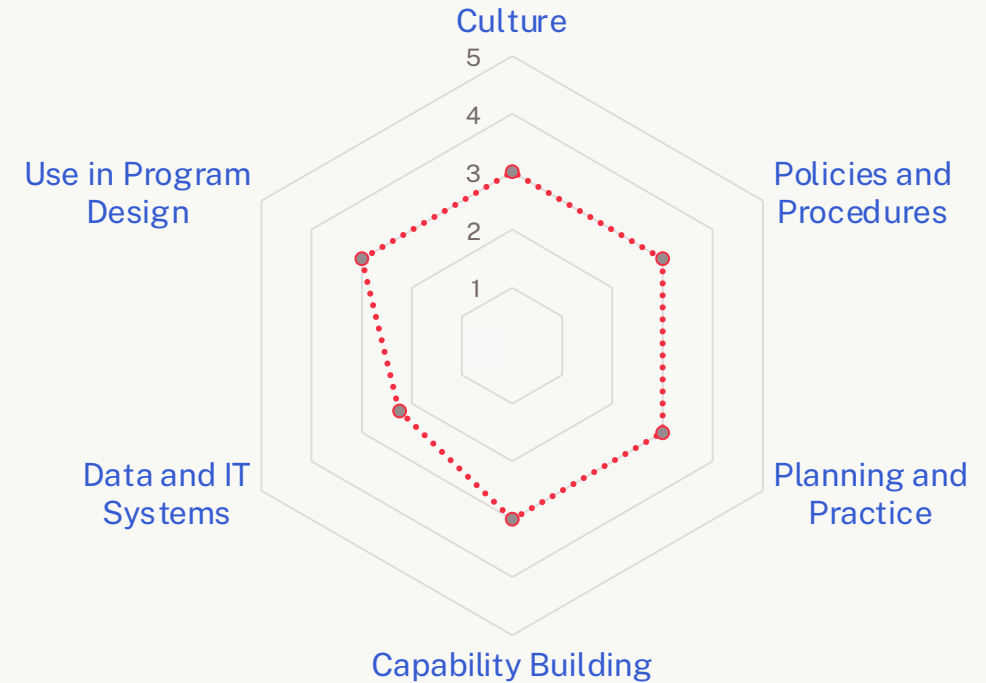 Culture
5
4
3
2
1
Use in Program
Design
Policies and
Procedures
Data and IT
Systems
Planning and
Practice
Capability Building